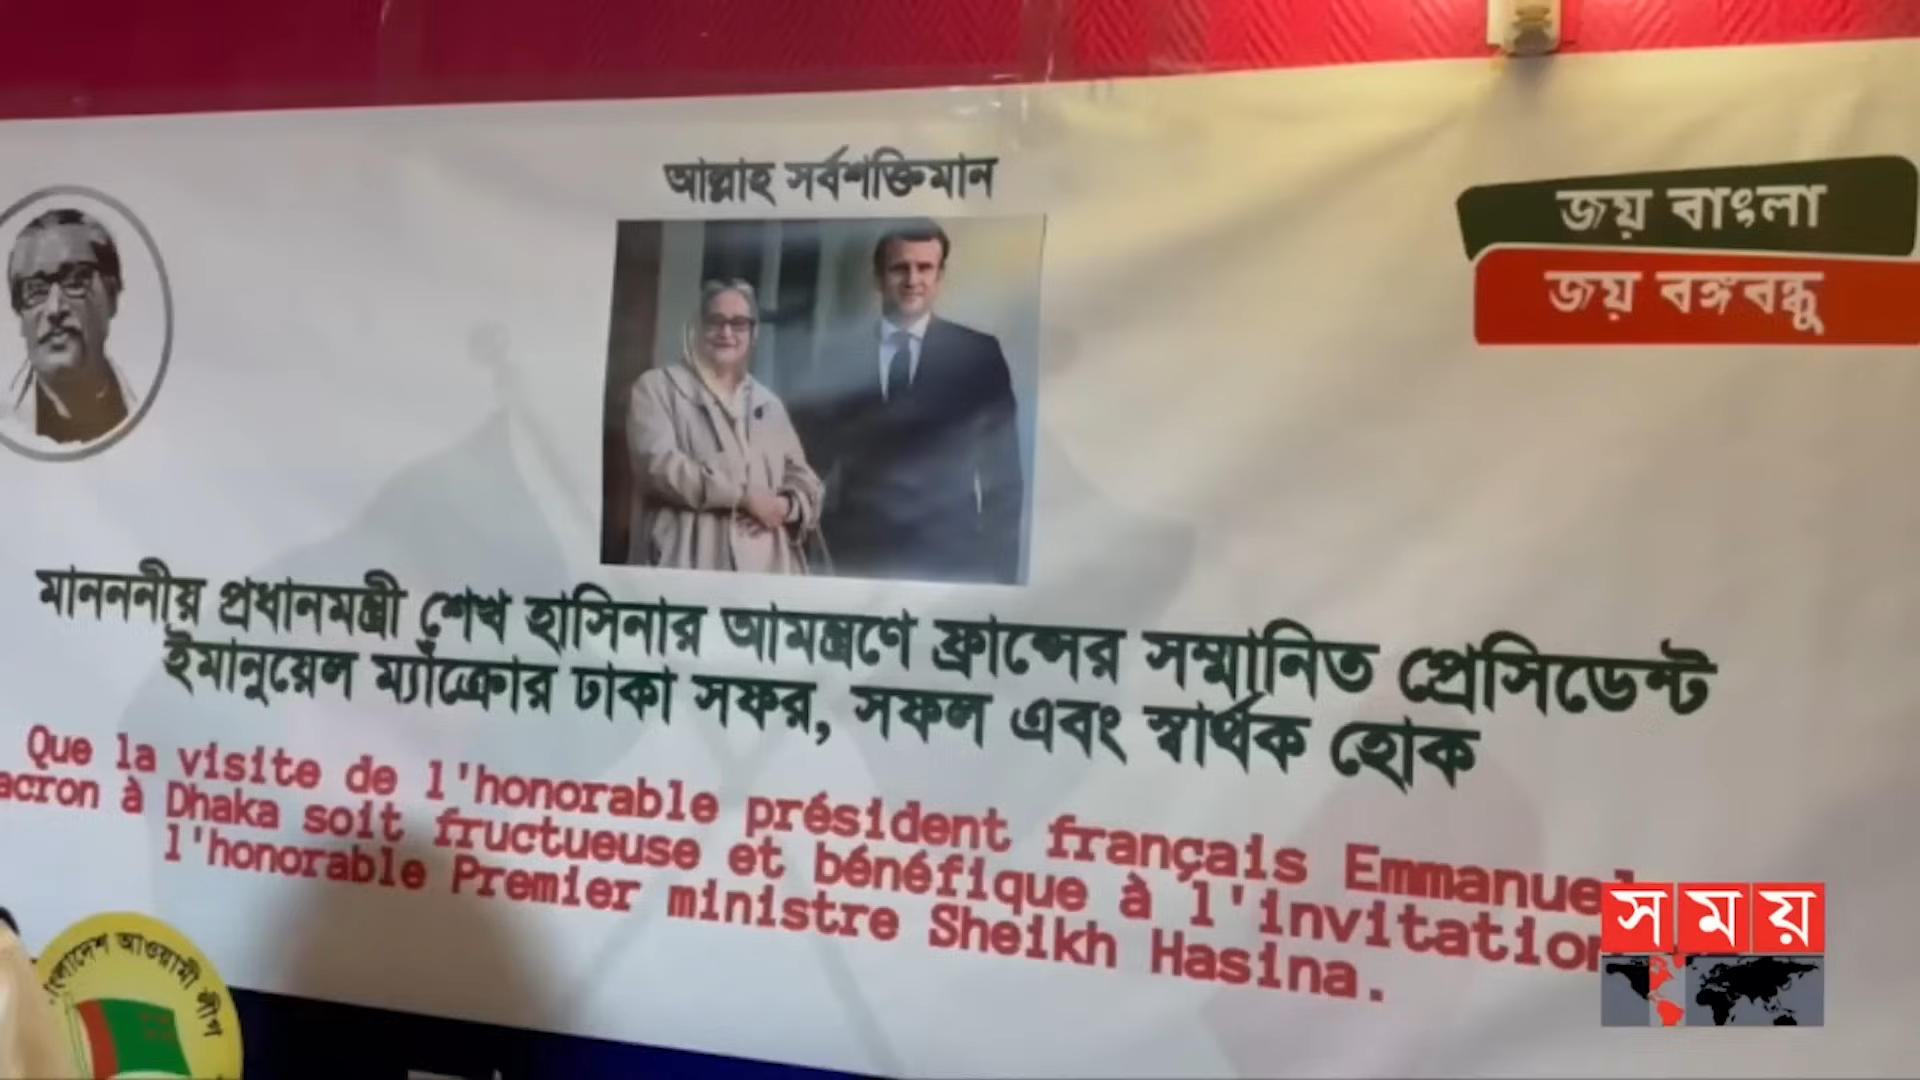 আল্লাহ সর্বশক্তিমান
জয় বাংলা
জয় বঙ্গবন্ধু
মানননীয় প্রধানমন্ত্রী শেখ হাসিনার আমন্ত্রণে ফ্রান্সের সম্মানিত প্রেসিডেন্ট
ইমানুয়েল ম্যাঁক্রোর ঢাকা সফর, সফল এবং স্বার্থক হোক
Que la visite de l'honorable président français Emmanuel
acron à Dhaka soit fructueuse et bénéfique à l'invitation
l'honorable Premier ministre Sheikh Hasina.
আওয়ামী লীগ
সময়